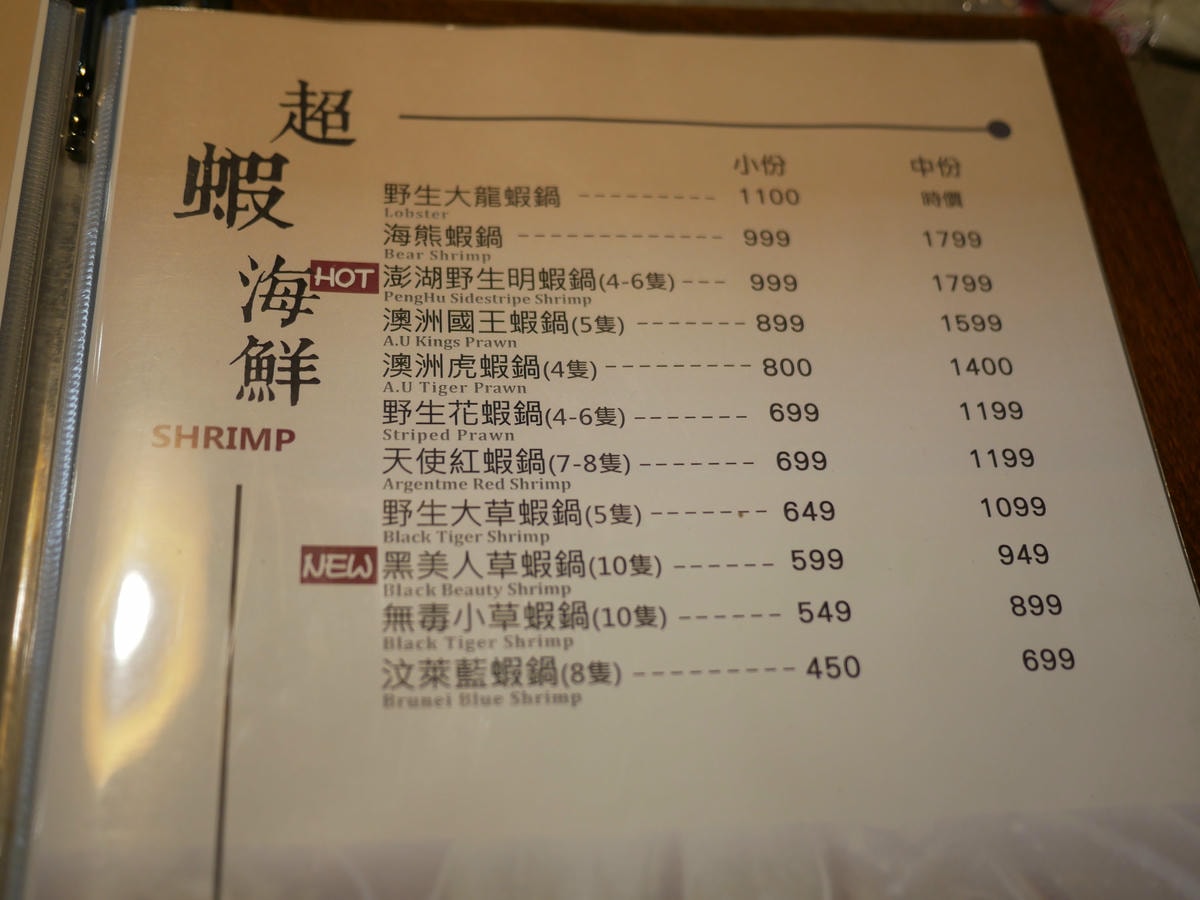 超蝦海鮮
SHRIMP
小份 中份
野生大龍蝦鍋 --------- 1100 時價
Lobster
海熊蝦鍋 ------------- 999 1799
Bear Shrimp
HOT 澎湖野生明蝦鍋(4-6隻) --- 999 1799
PengHu Sidestripe Shrimp
澳洲國王蝦鍋(5隻) ------- 899 1599
A.U Kings Prawn
澳洲虎蝦鍋(4隻) --------- 800 1400
A.U Tiger Prawn
野生花蝦鍋(4-6隻) ------- 699 1199
Striped Prawn
天使紅蝦鍋(7-8隻) ------- 699 1199
Argentme Red Shrimp
野生大草蝦鍋(5隻) ------- 649 1099
Black Tiger Shrimp
NEW 黑美人草蝦鍋(10隻) ------ 599 949
Black Beauty Shrimp
無毒小草蝦鍋(10隻) ------ 549 899
Black Tiger Shrimp
汶萊藍蝦鍋(8隻) --------- 450 699
Brunei Blue Shrimp